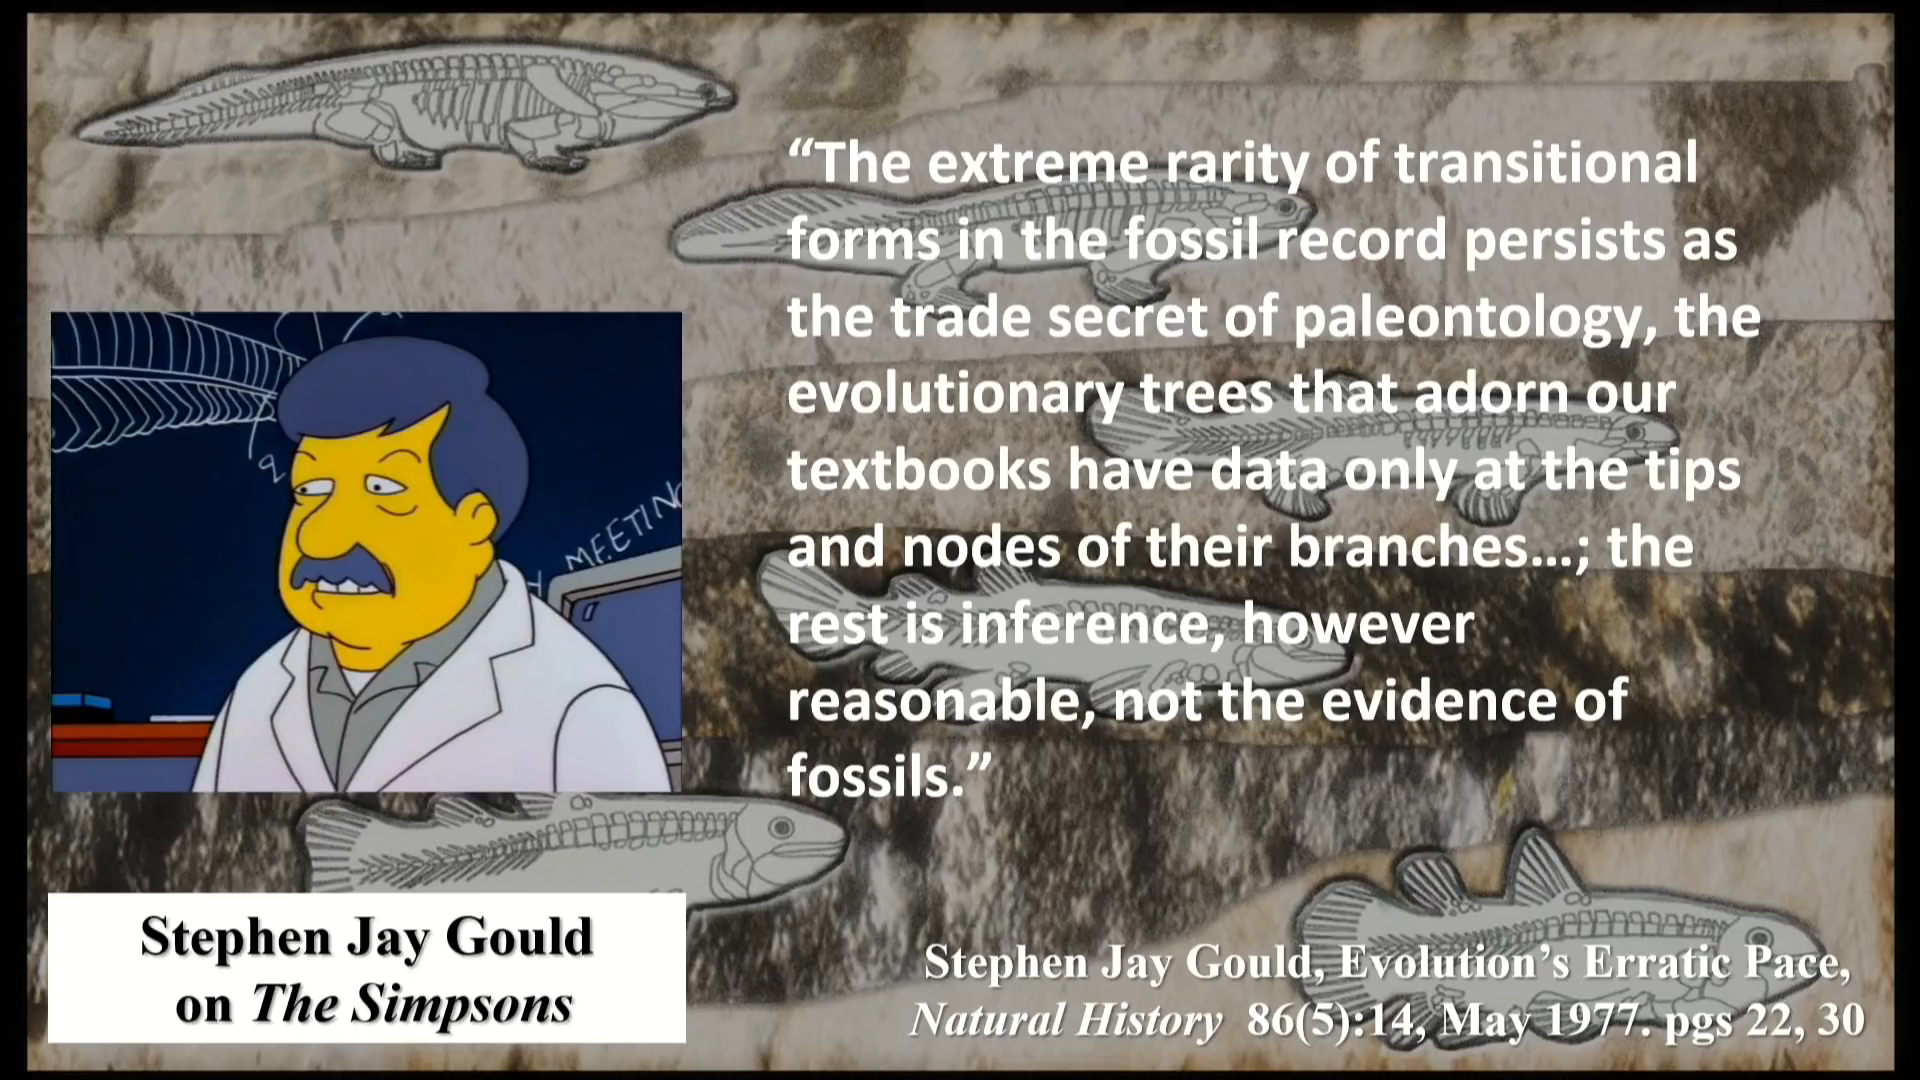 “The extreme rarity of transitional
forms in the fossil record persists as
the trade secret of paleontology, the
evolutionary trees that adorn our
textbooks have data only at the tips
and nodes of their branches...; the
rest is inference, however
reasonable, not the evidence of
fossils.”
MEETING
Stephen Jay Gould
on The Simpsons
Stephen Jay Gould, Evolution’s Erratic Pace,
Natural History 86(5):14, May 1977. pgs 22, 30